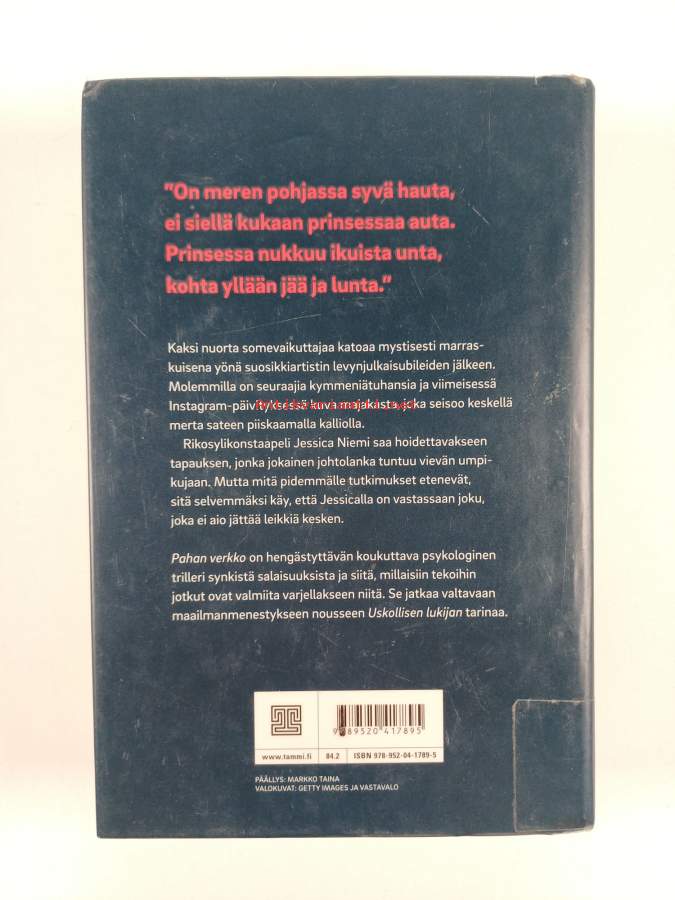 "On meren pohjassa syvä hauta,
ei siellä kukaan prinsessaa auta.
Prinsessa nukkuu ikuista unta,
kohta yllään jää ja lunta."
Kaksi nuorta somevaikuttajaa katoaa mystisesti marras-
kuisena yönä suosikkiartistin levynjulkaisubileiden jälkeen.
Molemmilla on seuraajia kymmeniätuhansia ja viimeisessä
Instagram-päivityksessä kuva majakasta, joka seisoo keskellä
merta sateen piiskaamalla kalliolla.
Rikosylikonstaapeli Jessica Niemi saa hoidettavakseen
tapauksen, jonka jokainen johtolanka tuntuu vievän umpi-
kujaan. Mutta mitä pidemmälle tutkimukset etenevät,
sitä selvemmäksi käy, että Jessicalla on vastassaan joku,
joka ei aio jättää leikkiä kesken.
Pahan verkko on hengästyttävän koukuttava psykologinen
trilleri synkistä salaisuuksista ja siitä, millaisiin tekoihin
jotkut ovat valmiita varjellakseen niitä. Se jatkaa valtavaan
maailmanmenestykseen nousseen Uskollisen lukijan tarinaa.
9789520417895
www.tammi.fi 84.2 ISBN 978-952-04-1789-5
PÄÄLLYS: MARKKO TAINA
VALOKUVAT: GETTY IMAGES JA VASTAVALO